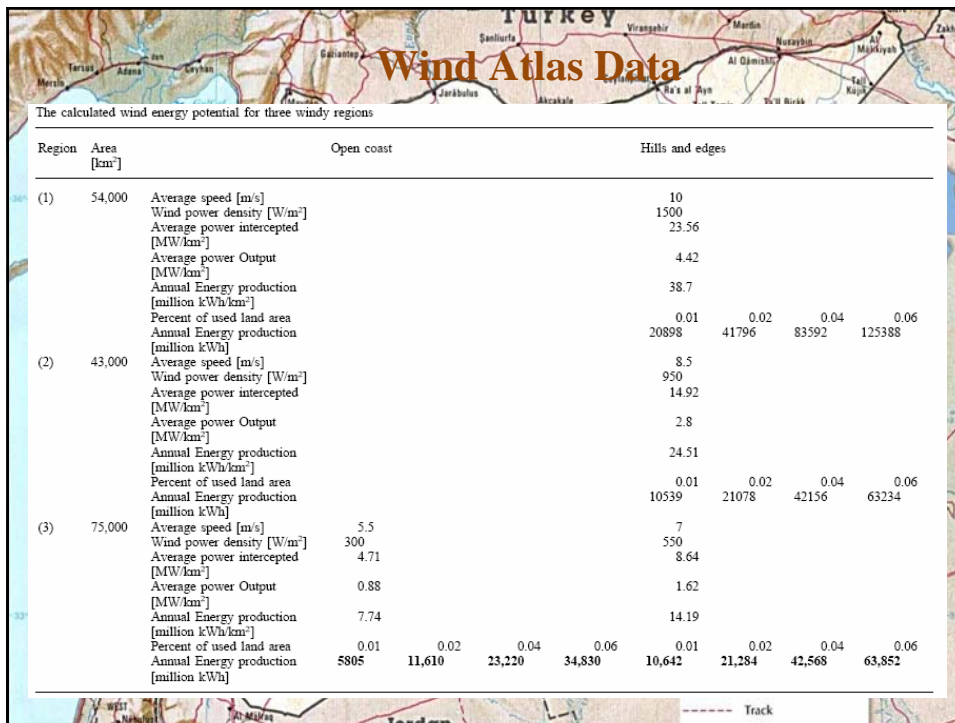 Turkey
Viranşehir
Mardin
Şanliurfa
Nusaybin
Al Mālikīyah
Gaziantep
Tarsus
Adana
Ceyhan
Mersin
Al Qāmishlī
Wind Atlas Data
Jarābulus
Akcakale
Ra's al 'Ayn
Tall Kūjik
The calculated wind energy potential for three windy regions
Region Area [km²] Open coast Hills and edges
(1) 54,000 Average speed [m/s] 10
Wind power density [W/m²] 1500
Average power intercepted [MW/km²] 23.56
Average power Output [MW/km²] 4.42
Annual Energy production [million kWh/km²] 38.7
Percent of used land area 0.01 0.02 0.04 0.06
Annual Energy production [million kWh] 20898 41796 83592 125388
(2) 43,000 Average speed [m/s] 8.5
Wind power density [W/m²] 950
Average power intercepted [MW/km²] 14.92
Average power Output [MW/km²] 2.8
Annual Energy production [million kWh/km²] 24.51
Percent of used land area 0.01 0.02 0.04 0.06
Annual Energy production [million kWh] 10539 21078 42156 63234
(3) 75,000 Average speed [m/s] 5.5 7
Wind power density [W/m²] 300 550
Average power intercepted [MW/km²] 4.71 8.64
Average power Output [MW/km²] 0.88 1.62
Annual Energy production [million kWh/km²] 7.74 14.19
Percent of used land area 0.01 0.02 0.04 0.06 0.01 0.02 0.04 0.06
Annual Energy production [million kWh] 5805 11,610 23,220 34,830 10,642 21,284 42,568 63,852
WEST
Track